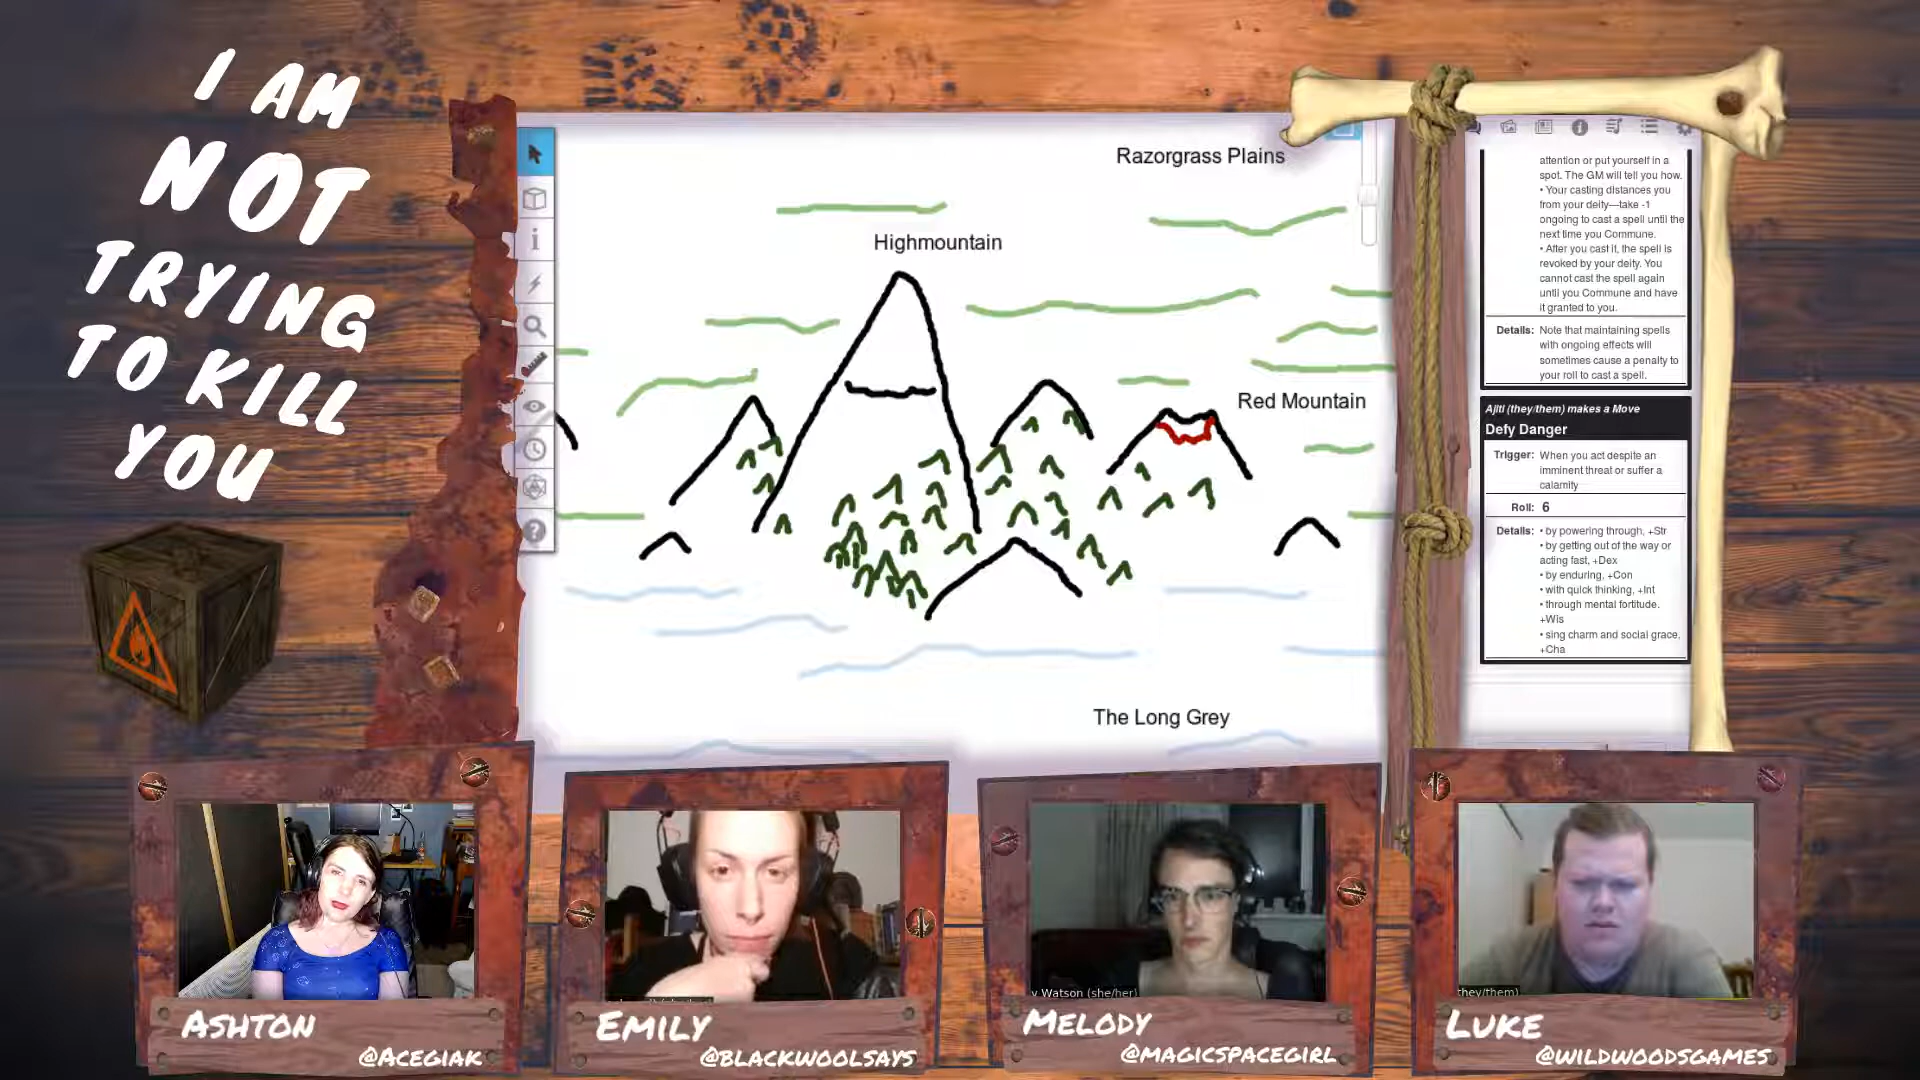 I AM
NOT
TRYING
TO KILL
YOU
Razorgrass Plains
Highmountain
Red Mountain
The Long Grey
attention or put yourself in a
spot. The GM will tell you how.
• Your casting distances you
from your deity—take -1
ongoing to cast a spell until the
next time you Commune.
• After you cast it, the spell is
revoked by your deity. You
cannot cast the spell again
until you Commune and have
it granted to you.
Details: Note that maintaining spells
with ongoing effects will
sometimes cause a penalty to
your roll to cast a spell.
Ajiti (they/them) makes a Move
Defy Danger
Trigger: When you act despite an
imminent threat or suffer a
calamity
Roll: 6
Details: • by powering through, +Str
• by getting out of the way or
acting fast, +Dex
• by enduring, +Con
• with quick thinking, +Int
• through mental fortitude,
+Wis
• sing charm and social grace,
+Cha
y Watson (she/her)
they/them)
ASHTON
@ACEGIAK
EMILY
@BLACKWOOLSAYS
MELODY
@MAGICSPACEGIRL
LUKE
@WILDWOODSGAMES